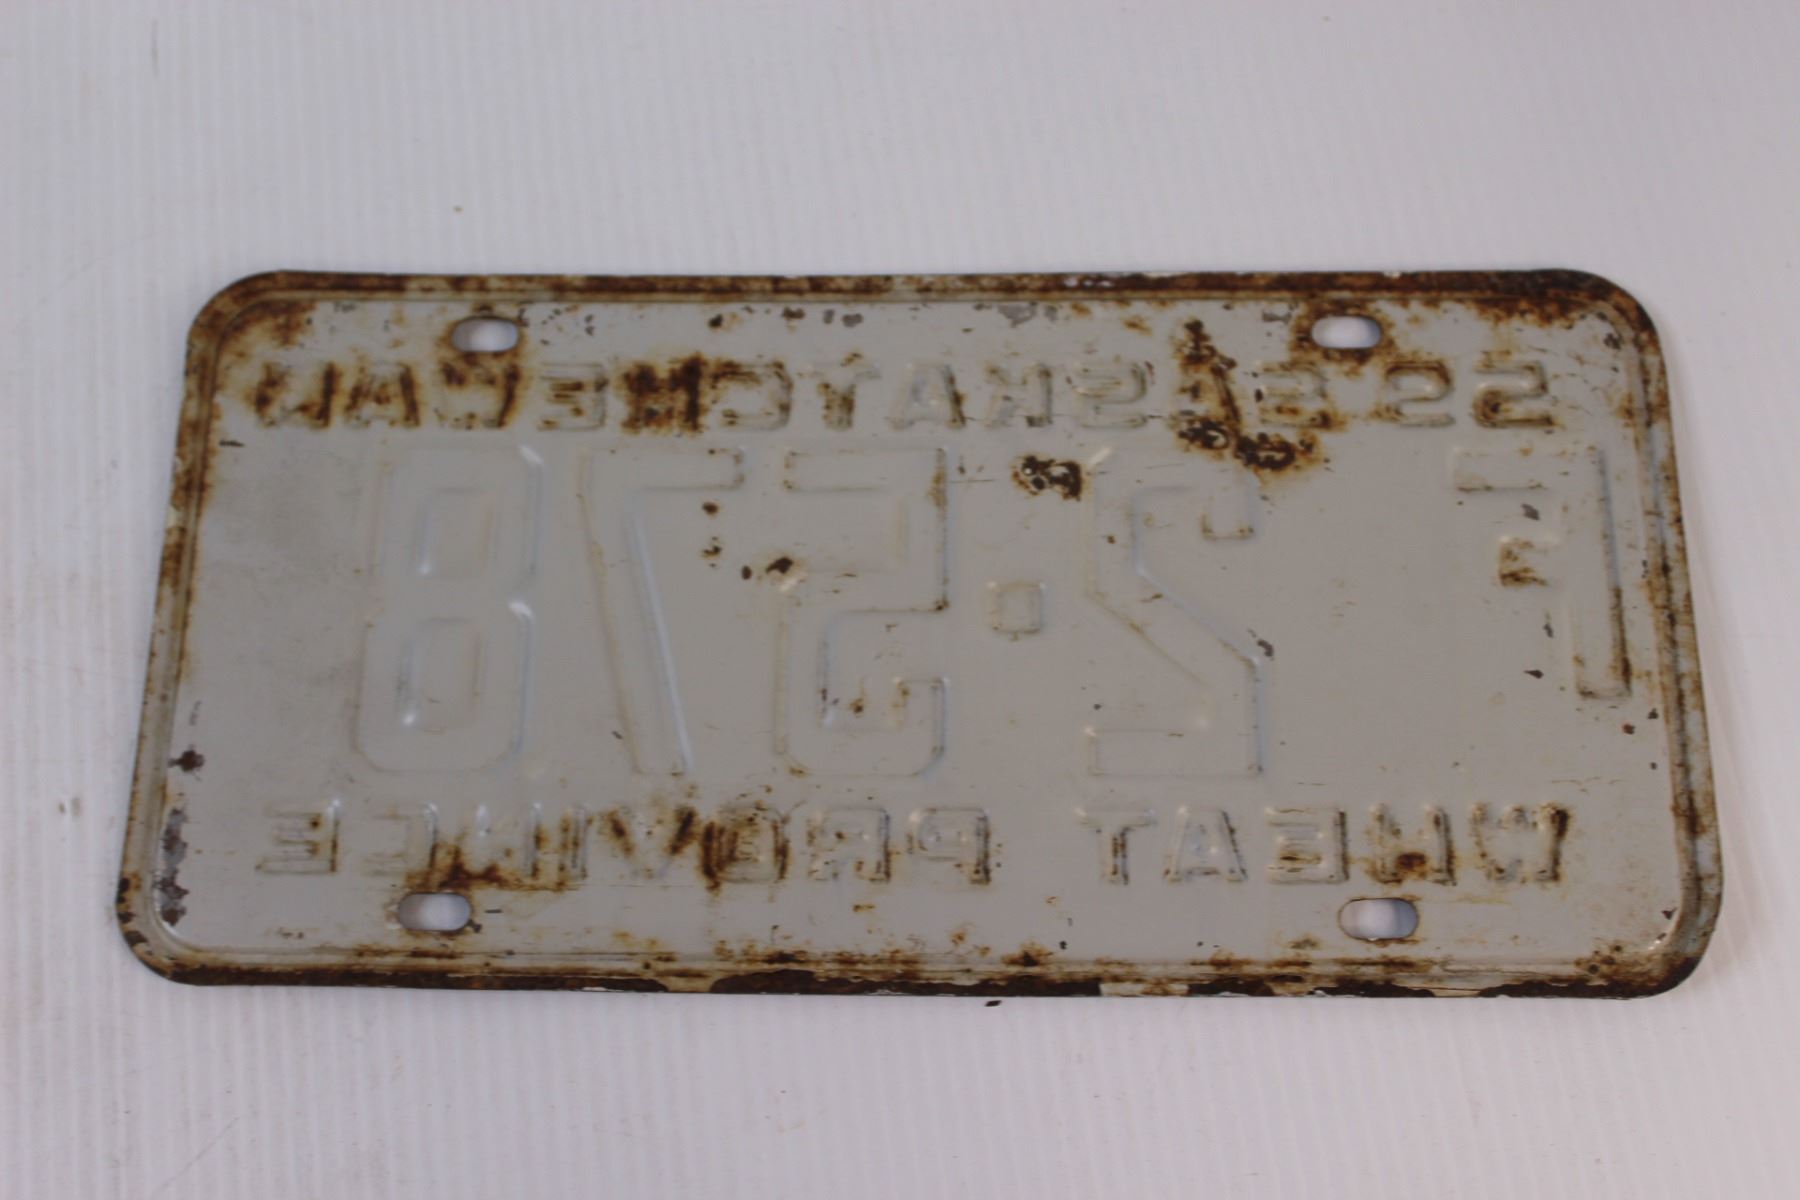 55 SASKATCHEWAN
F 2·578
WHEAT PROVINCE